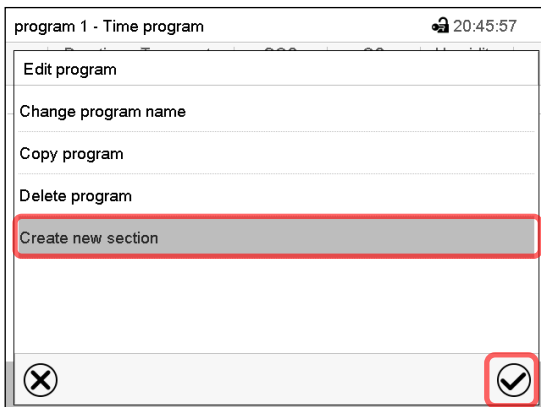 program 1 - Time program 20:45:57
Edit program
Change program name
Copy program
Delete program
Create new section